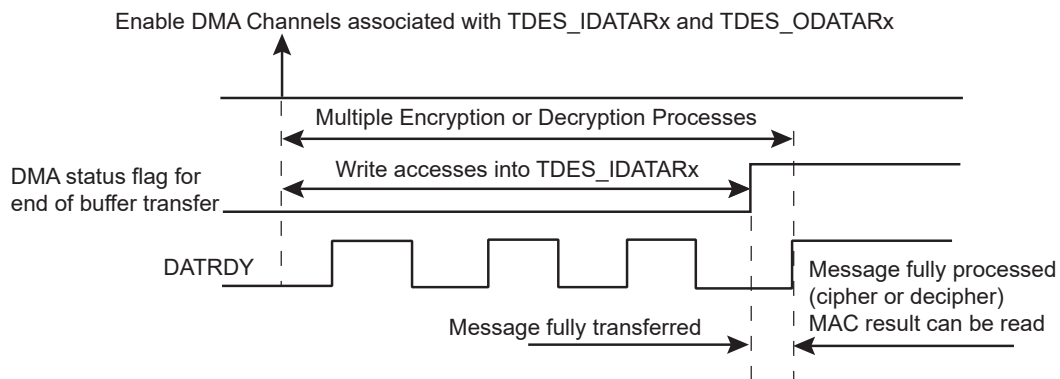 Enable DMA Channels associated with TDES_IDATARx and TDES_ODATARx
Multiple Encryption or Decryption Processes
Write accesses into TDES_IDATARx
DMA status flag for
end of buffer transfer
DATRDY
Message fully processed
(cipher or decipher)
MAC result can be read
Message fully transferred